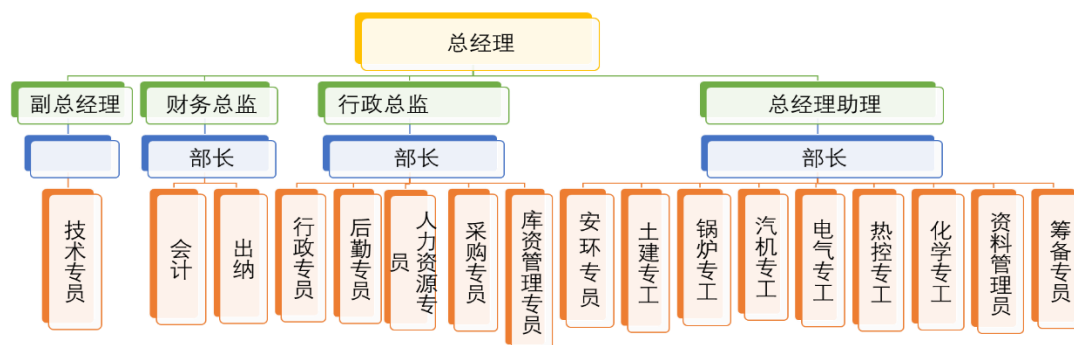 总经理
副总经理
财务总监
行政总监
总经理助理
部长
部长
部长
技术专员
会计
出纳
行政专员
后勤专员
人力资源专员
采购专员
库资管理专员
安环专员
土建专工
锅炉专工
汽机专工
电气专工
热控专工
化学专工
资料管理员
筹备专员